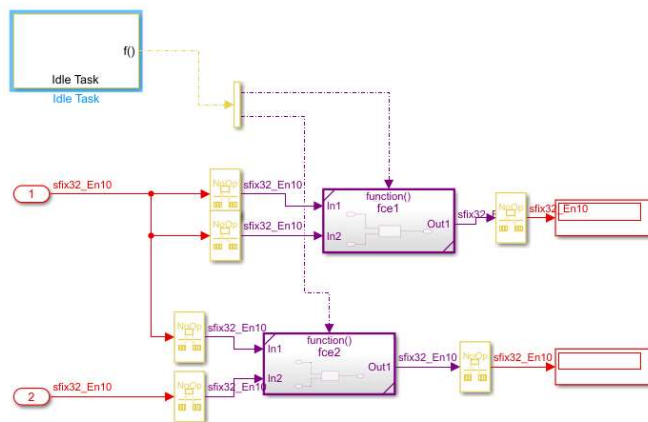 f()
Idle Task
Idle Task
1
sfix32_En10
NoOp
sfix32_En10
function()
fce1
In1
In2
Out1
sfix32_E
NoOp
sfix32_En10
NoOp
sfix32_En10
NoOp
sfix32_En10
function()
fce2
In1
In2
Out1
sfix32_En10
NoOp
sfix32_En10
2
sfix32_En10
NoOp
sfix32_En10